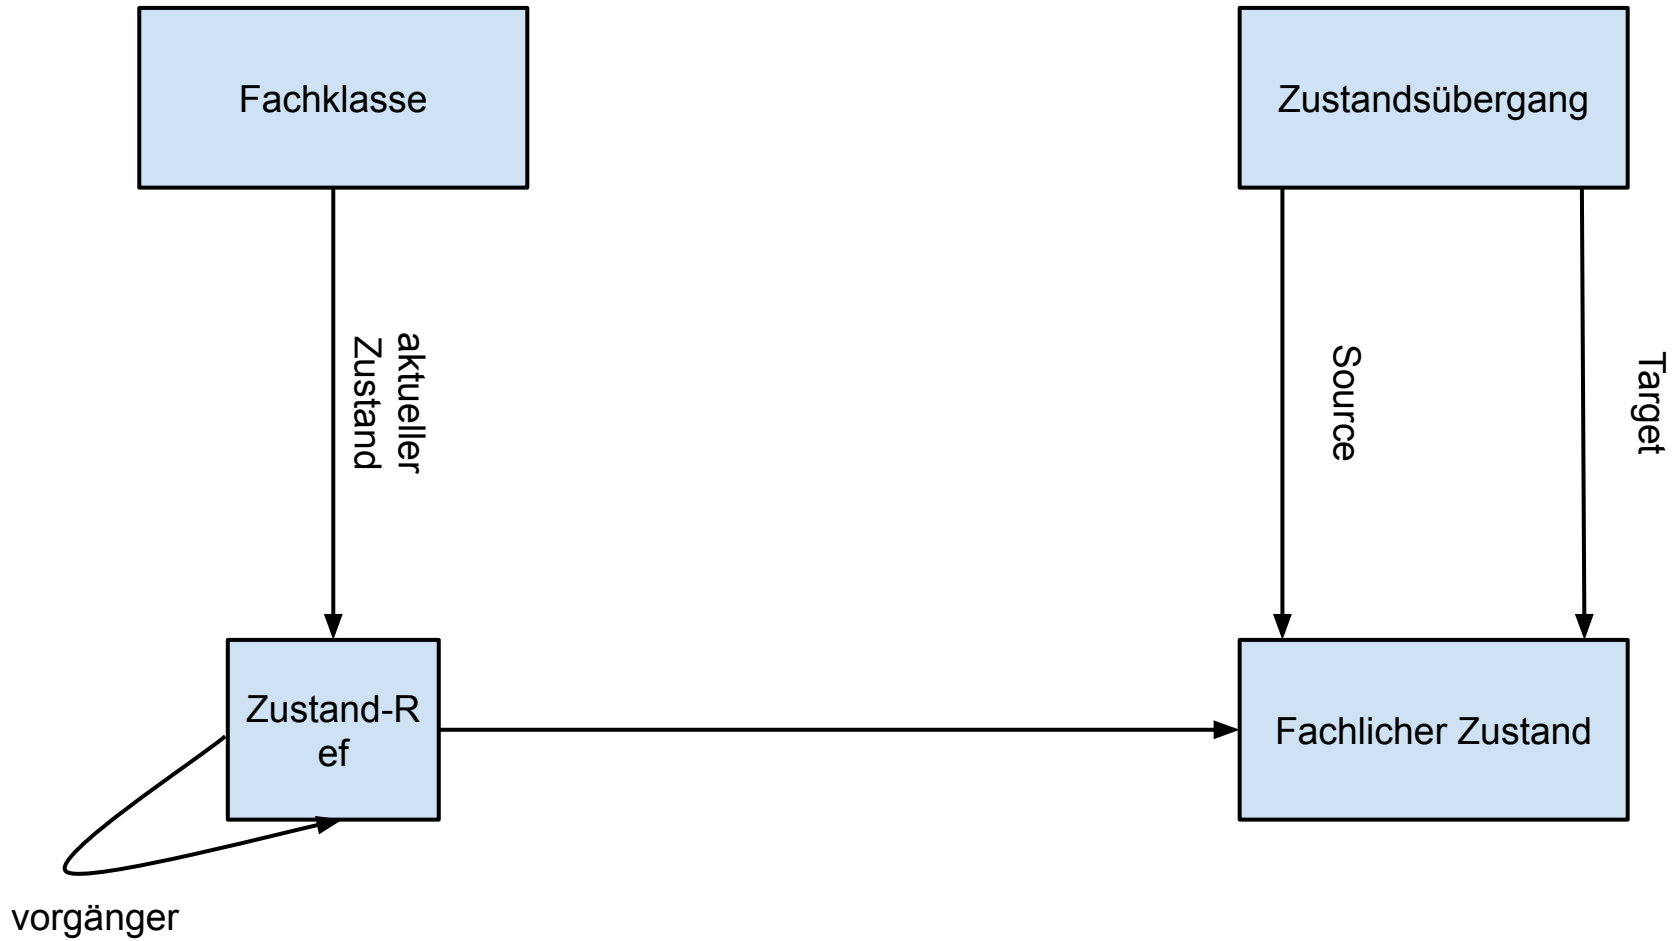 Fachklasse
Zustandsübergang
aktueller
Zustand
Source
Target
Zustand-R
ef
Fachlicher Zustand
vorgänger